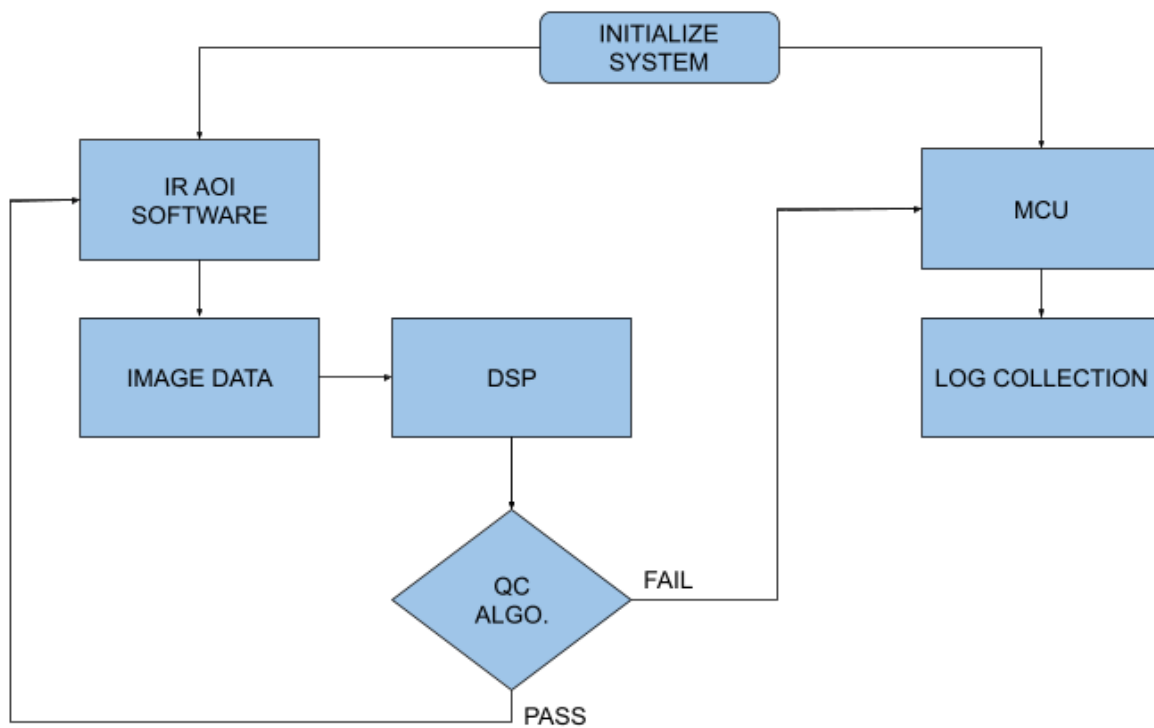 INITIALIZE
SYSTEM
IR AOI
SOFTWARE
MCU
IMAGE DATA
DSP
LOG COLLECTION
QC
ALGO.
FAIL
PASS